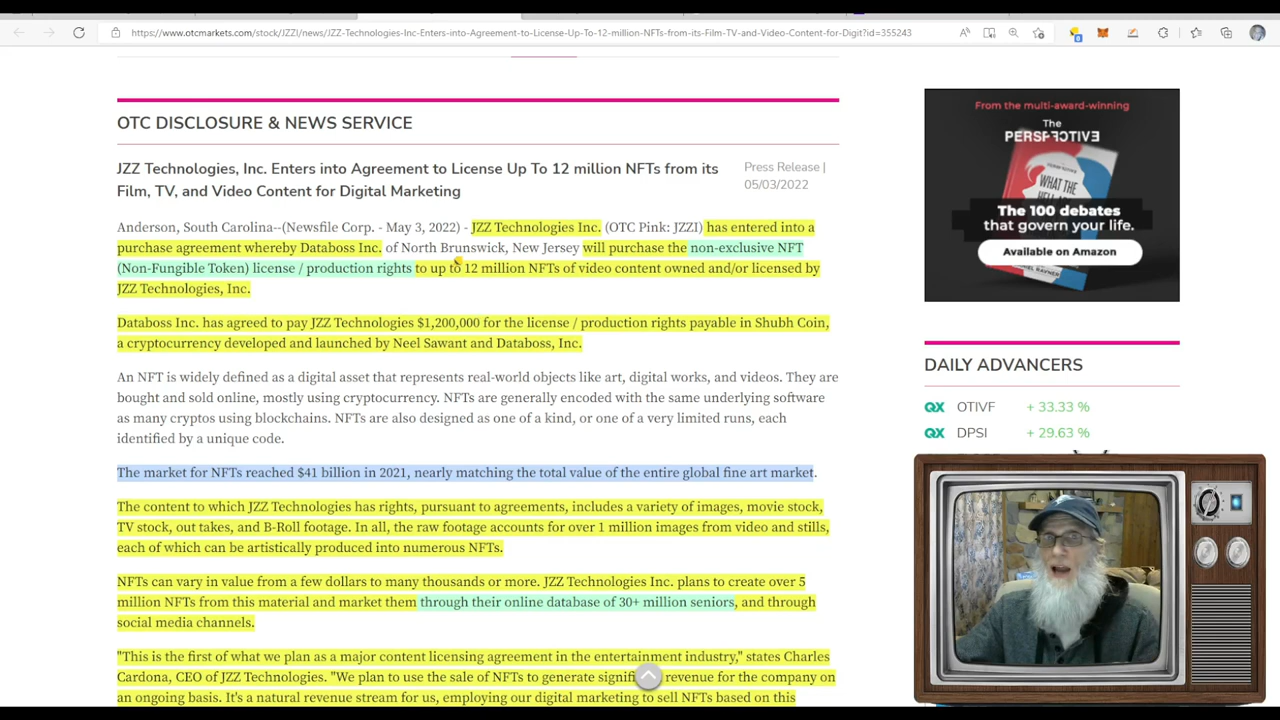 https://www.otcmarkets.com/stock/JZZI/news/JZZ-Technologies-Inc-Enters-into-Agreement-to-License-Up-To-12-million-NFTs-from-its-Film-TV-and-Video-Content-for-Digit?id=355243
OTC DISCLOSURE & NEWS SERVICE
JZZ Technologies, Inc. Enters into Agreement to License Up To 12 million NFTs from its
Film, TV, and Video Content for Digital Marketing
Press Release |
05/03/2022
Anderson, South Carolina--(Newsfile Corp. - May 3, 2022) - JZZ Technologies Inc. (OTC Pink: JZZI) has entered into a
purchase agreement whereby Databoss Inc. of North Brunswick, New Jersey will purchase the non-exclusive NFT
(Non-Fungible Token) license / production rights to up to 12 million NFTs of video content owned and/or licensed by
JZZ Technologies, Inc.
Databoss Inc. has agreed to pay JZZ Technologies $1,200,000 for the license / production rights payable in Shubh Coin,
a cryptocurrency developed and launched by Neel Sawant and Databoss, Inc.
An NFT is widely defined as a digital asset that represents real-world objects like art, digital works, and videos. They are
bought and sold online, mostly using cryptocurrency. NFTs are generally encoded with the same underlying software
as many cryptos using blockchains. NFTs are also designed as one of a kind, or one of a very limited runs, each
identified by a unique code.
The market for NFTs reached $41 billion in 2021, nearly matching the total value of the entire global fine art market.
The content to which JZZ Technologies has rights, pursuant to agreements, includes a variety of images, movie stock,
TV stock, out takes, and B-Roll footage. In all, the raw footage accounts for over 1 million images from video and stills,
each of which can be artistically produced into numerous NFTs.
NFTs can vary in value from a few dollars to many thousands or more. JZZ Technologies Inc. plans to create over 5
million NFTs from this material and market them through their online database of 30+ million seniors, and through
social media channels.
"This is the first of what we plan as a major content licensing agreement in the entertainment industry," states Charles
Cardona, CEO of JZZ Technologies. "We plan to use the sale of NFTs to generate revenue for the company on
an ongoing basis. It's a natural revenue stream for us, employing our digital marketing to sell NFTs based on this
From the multi-award-winning
The
PERSPECTIVE
WHAT
THE
The 100 debates
that govern your life.
Available on Amazon
DAILY ADVANCERS
QX OTIVF + 33.33 %
QX DPSI + 29.63 %